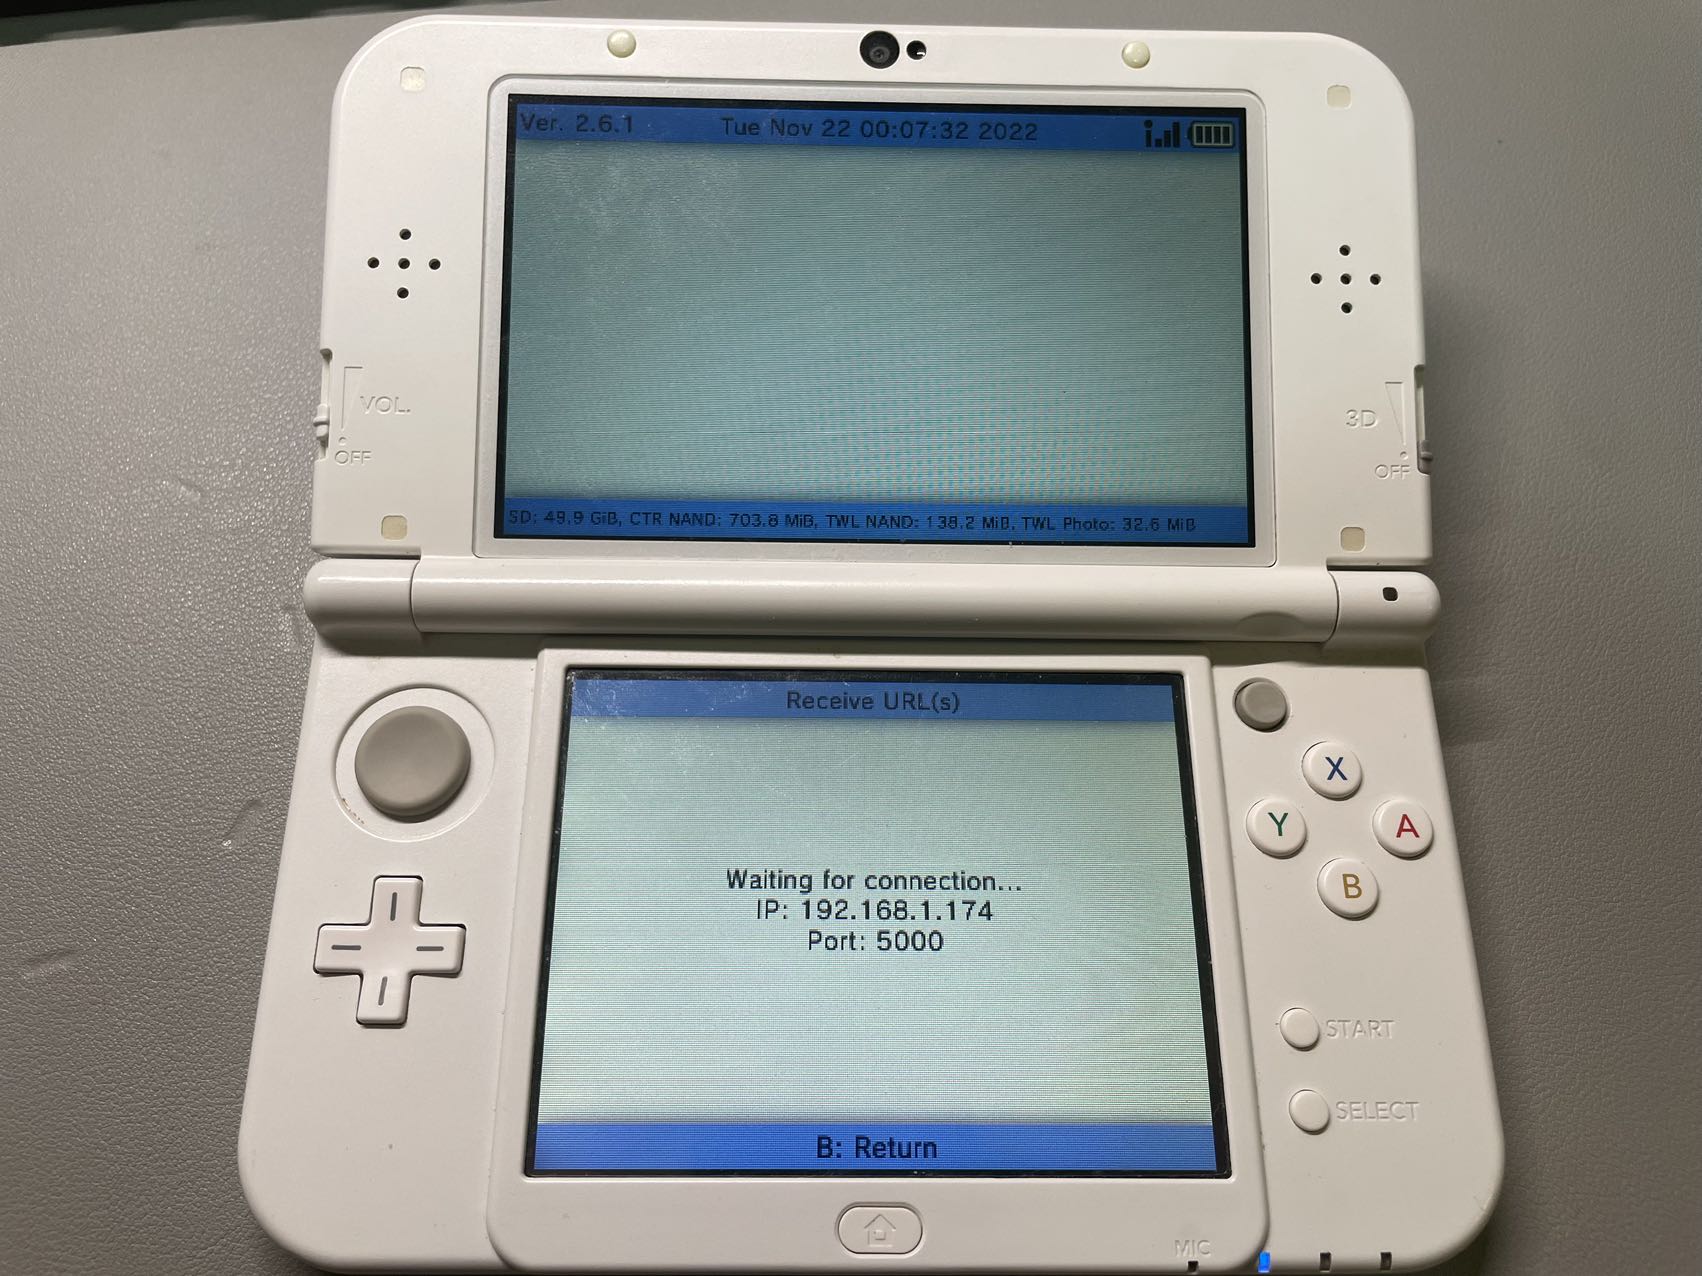 Ver. 2.6.1
Tue Nov 22 00:07:32 2022
VOL.
OFF
3D
OFF
SD: 49.9 GiB, CTR NAND: 703.8 MiB, TWL NAND: 138.2 MiB, TWL Photo: 32.6 MiB
Receive URL(s)
Waiting for connection...
IP: 192.168.1.174
Port: 5000
B: Return
X
Y
A
B
START
SELECT
MIC